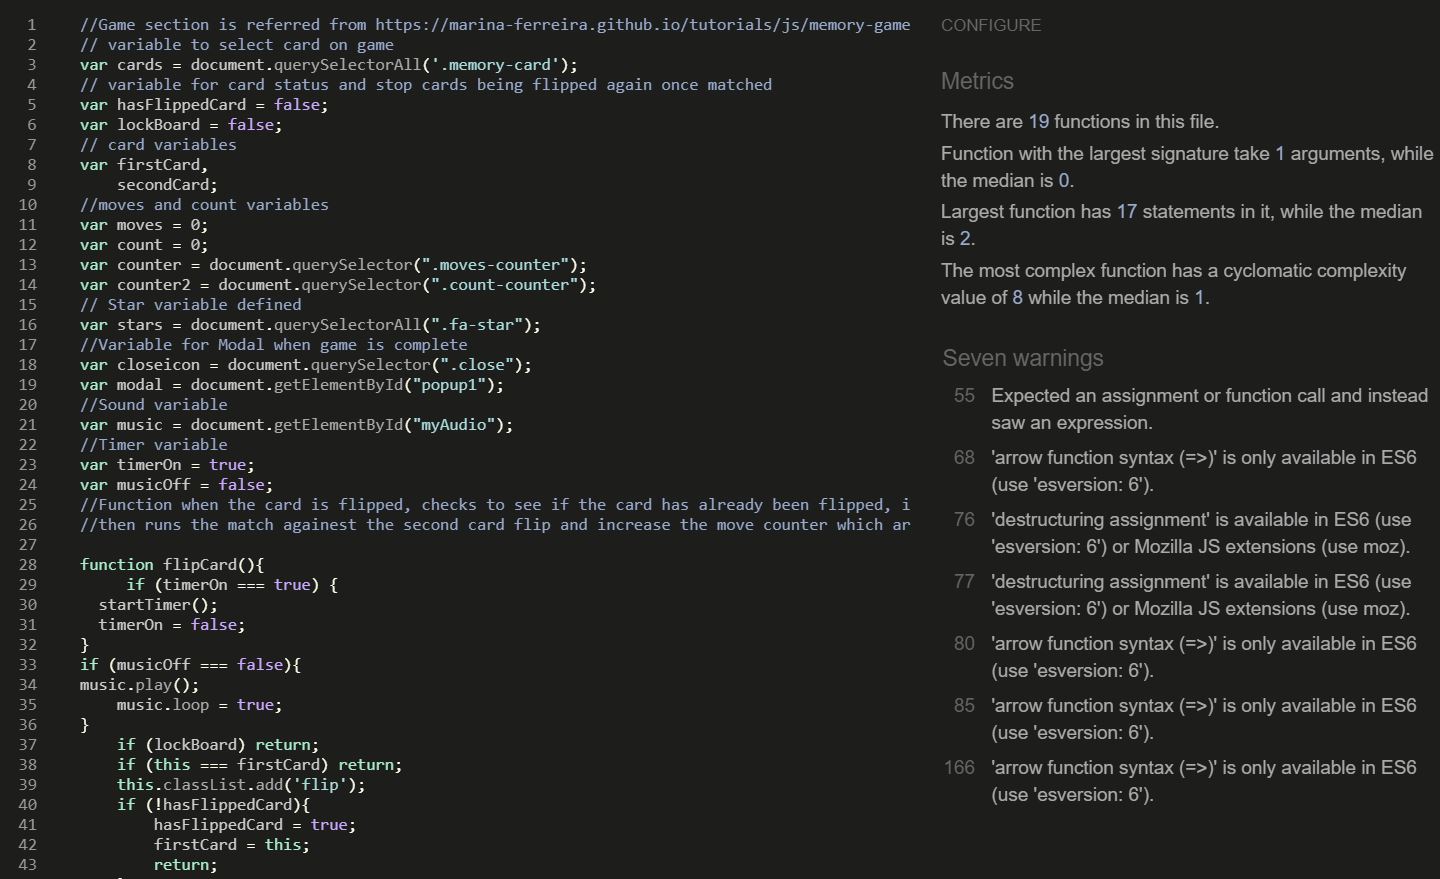 1 //Game section is referred from https://marina-ferreira.github.io/tutorials/js/memory-game
2 // variable to select card on game
3 var cards = document.querySelectorAll('.memory-card');
4 // variable for card status and stop cards being flipped again once matched
5 var hasFlippedCard = false;
6 var lockBoard = false;
7 // card variables
8 var firstCard,
9 secondCard;
10 //moves and count variables
11 var moves = 0;
12 var count = 0;
13 var counter = document.querySelector(".moves-counter");
14 var counter2 = document.querySelector(".count-counter");
15 // Star variable defined
16 var stars = document.querySelectorAll(".fa-star");
17 //Variable for Modal when game is complete
18 var closeicon = document.querySelector(".close");
19 var modal = document.getElementById("popup1");
20 //Sound variable
21 var music = document.getElementById("myAudio");
22 //Timer variable
23 var timerOn = true;
24 var musicOff = false;
25 //Function when the card is flipped, checks to see if the card has already been flipped, i
26 //then runs the match againest the second card flip and increase the move counter which ar
27
28 function flipCard(){
29 if (timerOn === true) {
30 startTimer();
31 timerOn = false;
32 }
33 if (musicOff === false){
34 music.play();
35 music.loop = true;
36 }
37 if (lockBoard) return;
38 if (this === firstCard) return;
39 this.classList.add('flip');
40 if (!hasFlippedCard){
41 hasFlippedCard = true;
42 firstCard = this;
43 return;
CONFIGURE
Metrics
There are 19 functions in this file.
Function with the largest signature take 1 arguments, while
the median is 0.
Largest function has 17 statements in it, while the median
is 2.
The most complex function has a cyclomatic complexity
value of 8 while the median is 1.
Seven warnings
55 Expected an assignment or function call and instead
saw an expression.
68 'arrow function syntax (=>)' is only available in ES6
(use 'esversion: 6').
76 'destructuring assignment' is available in ES6 (use
'esversion: 6') or Mozilla JS extensions (use moz).
77 'destructuring assignment' is available in ES6 (use
'esversion: 6') or Mozilla JS extensions (use moz).
80 'arrow function syntax (=>)' is only available in ES6
(use 'esversion: 6').
85 'arrow function syntax (=>)' is only available in ES6
(use 'esversion: 6').
166 'arrow function syntax (=>)' is only available in ES6
(use 'esversion: 6').